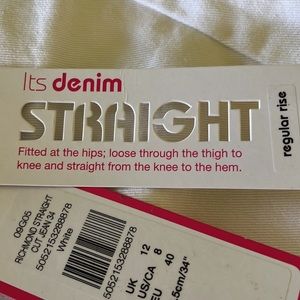 Its denim
STRAIGHT
regular rise
Fitted at the hips; loose through the thigh to
knee and straight from the knee to the hem.
09G05
RICHMOND STRAIGHT
CUT JEAN 34
5052153288878
White
5052153288878
UK 12
US/CA 8
EU 40
5cm/34"